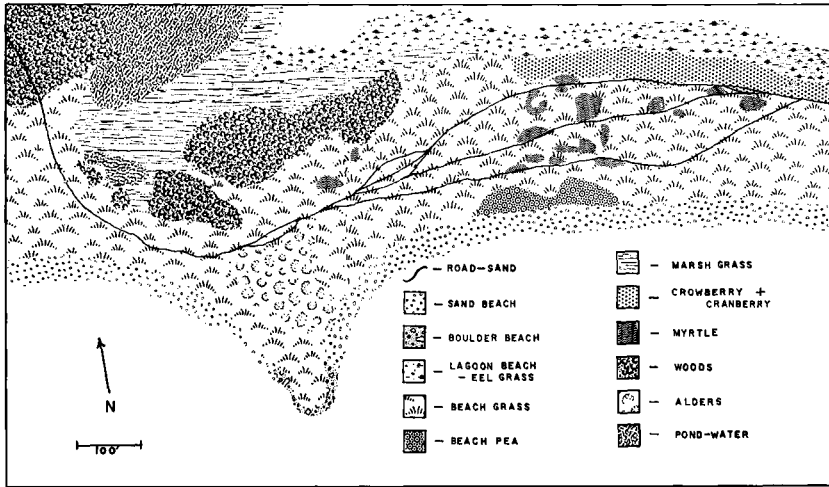 – ROAD–SAND
– SAND BEACH
– BOULDER BEACH
– LAGOON BEACH
– EEL GRASS
– BEACH GRASS
– BEACH PEA
– MARSH GRASS
– CROWBERRY +
CRANBERRY
– MYRTLE
– WOODS
– ALDERS
– POND–WATER
N
100'